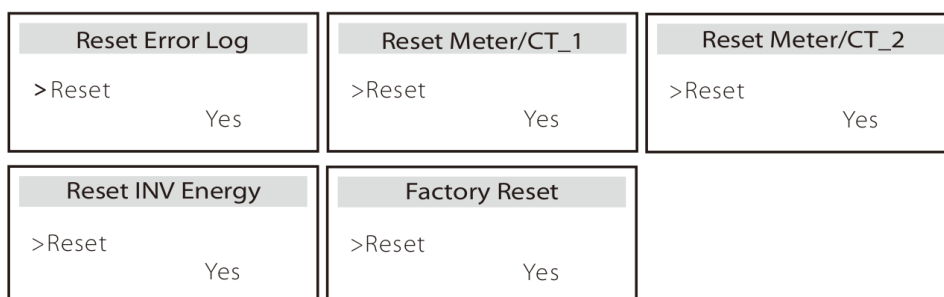 Reset Error Log
>Reset
Yes
Reset Meter/CT_1
>Reset
Yes
Reset Meter/CT_2
>Reset
Yes
Reset INV Energy
>Reset
Yes
Factory Reset
>Reset
Yes